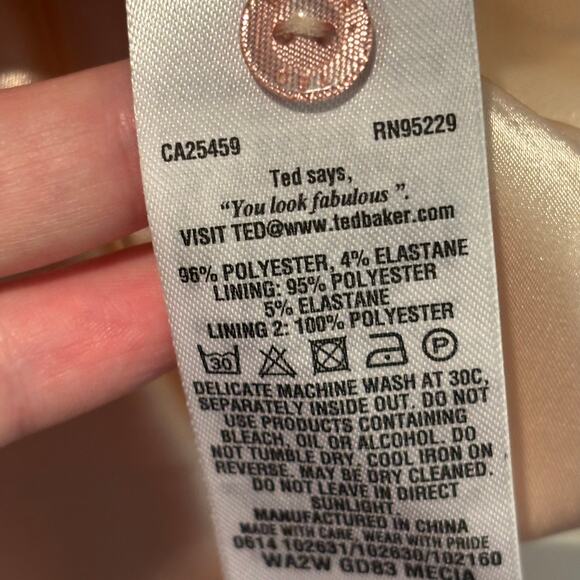 CA25459 RN95229
Ted says,
"You look fabulous ".
VISIT TED@www.tedbaker.com
96% POLYESTER, 4% ELASTANE
LINING: 95% POLYESTER
5% ELASTANE
LINING 2: 100% POLYESTER
30 P
DELICATE MACHINE WASH AT 30C,
SEPARATELY INSIDE OUT. DO NOT
USE PRODUCTS CONTAINING
BLEACH, OIL OR ALCOHOL. DO
NOT TUMBLE DRY. COOL IRON ON
REVERSE. MAY BE DRY CLEANED.
DO NOT LEAVE IN DIRECT
SUNLIGHT.
MANUFACTURED IN CHINA
MADE WITH CARE, WEAR WITH PRIDE
0614 102631/102630/102160
WA2W GD83 MECIA